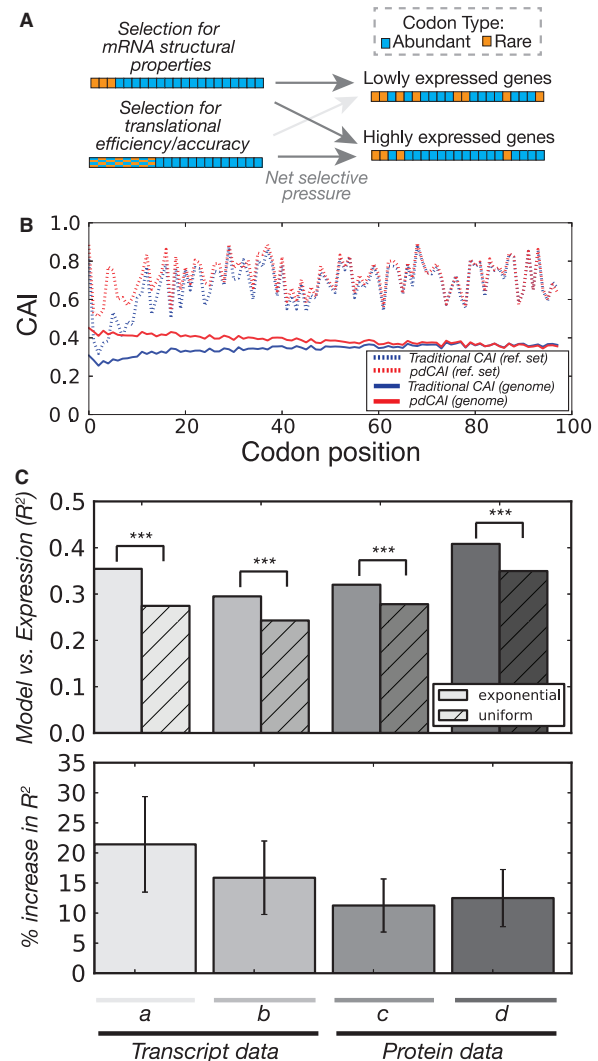 A
Codon Type:
Abundant Rare
Selection for
mRNA structural
properties
Lowly expressed genes
Selection for
translational
efficiency/accuracy
Highly expressed genes
Net selective
pressure
B
1.0
0.8
0.6
0.4
0.2
0.0
CAI
Traditional CAI (ref. set)
pdCAI (ref. set)
Traditional CAI (genome)
pdCAI (genome)
0 20 40 60 80 100
Codon position
C
Model vs. Expression (R²)
0.5
0.4
0.3
0.2
0.1
0.0
*** *** *** ***
exponential
uniform
% increase in R²
35
30
25
20
15
10
5
0
a b c d
Transcript data Protein data